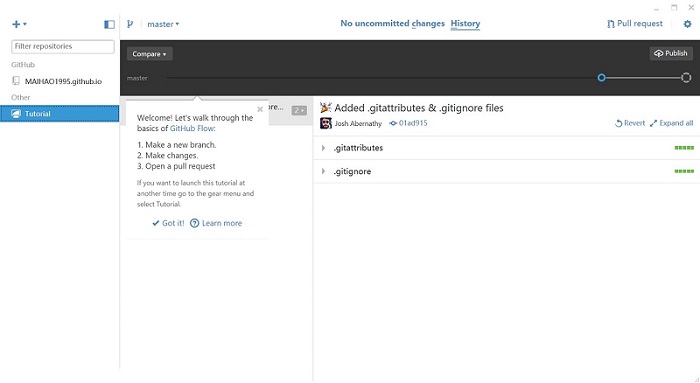 master
No uncommitted changes
History
Pull request
Filter repositories
GitHub
MAIHAO1995.github.io
Other
Tutorial
Compare
Publish
master
re...
2
Welcome! Let's walk through the
basics of GitHub Flow:
1. Make a new branch.
2. Make changes.
3. Open a pull request
If you want to launch this tutorial at
another time go to the gear menu and
select Tutorial.
Got it!
Learn more
Added .gitattributes & .gitignore files
Josh Abernathy
01ad915
Revert
Expand all
.gitattributes
.gitignore